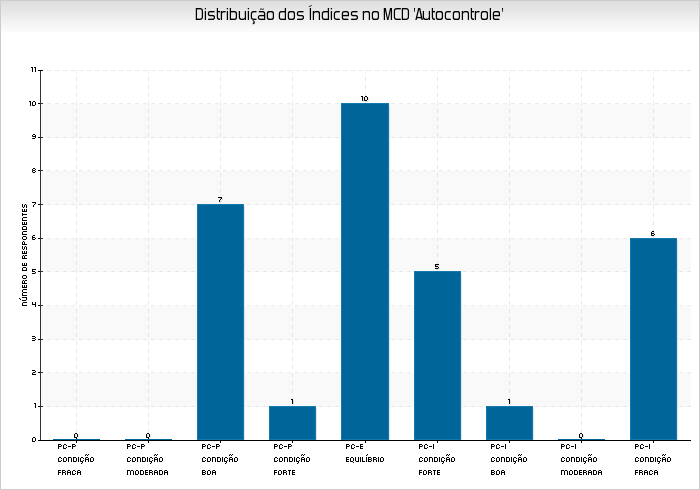 Distribuição dos Índices no MCD 'Autocontrole'
11
10
9
8
7
6
5
4
3
2
1
0
NÚMERO DE RESPONDENTES
0
0
7
1
10
5
1
0
6
PC-P CONDIÇÃO FRACA
PC-P CONDIÇÃO MODERADA
PC-P CONDIÇÃO BOA
PC-P CONDIÇÃO FORTE
PC-E EQUILÍBRIO
PC-I CONDIÇÃO FORTE
PC-I CONDIÇÃO BOA
PC-I CONDIÇÃO MODERADA
PC-I CONDIÇÃO FRACA